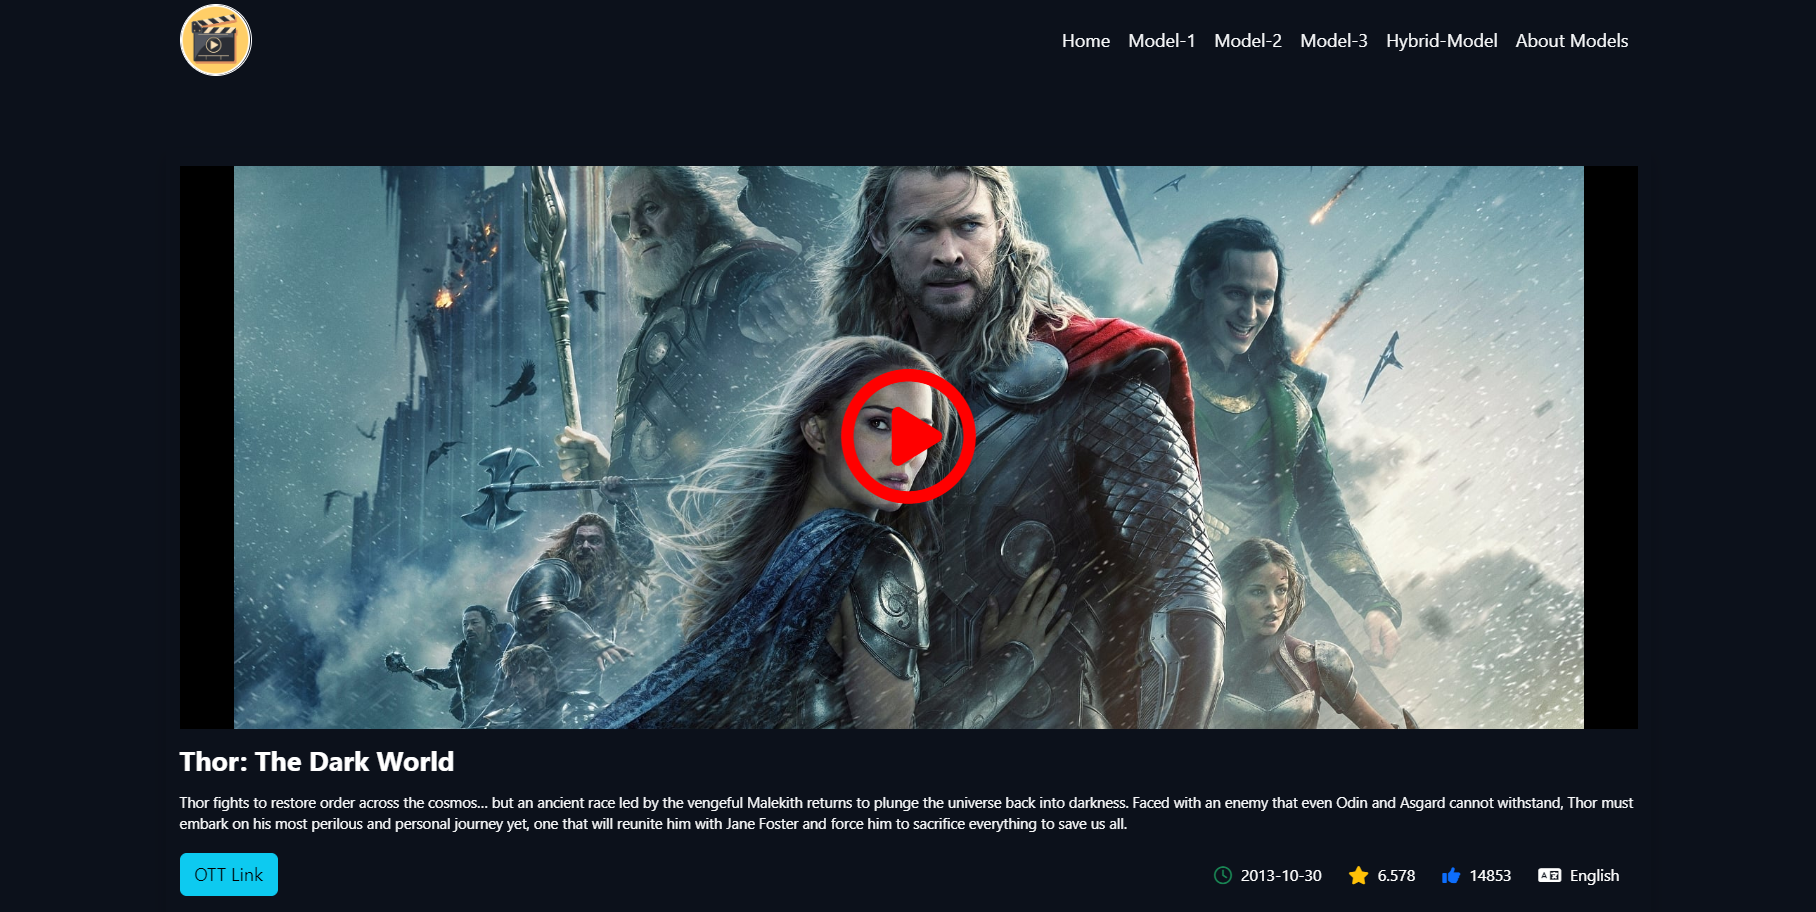 Home Model-1 Model-2 Model-3 Hybrid-Model About Models
Thor: The Dark World
Thor fights to restore order across the cosmos... but an ancient race led by the vengeful Malekith returns to plunge the universe back into darkness. Faced with an enemy that even Odin and Asgard cannot withstand, Thor must
embark on his most perilous and personal journey yet, one that will reunite him with Jane Foster and force him to sacrifice everything to save us all.
OTT Link 2013-10-30 6.578 14853 English